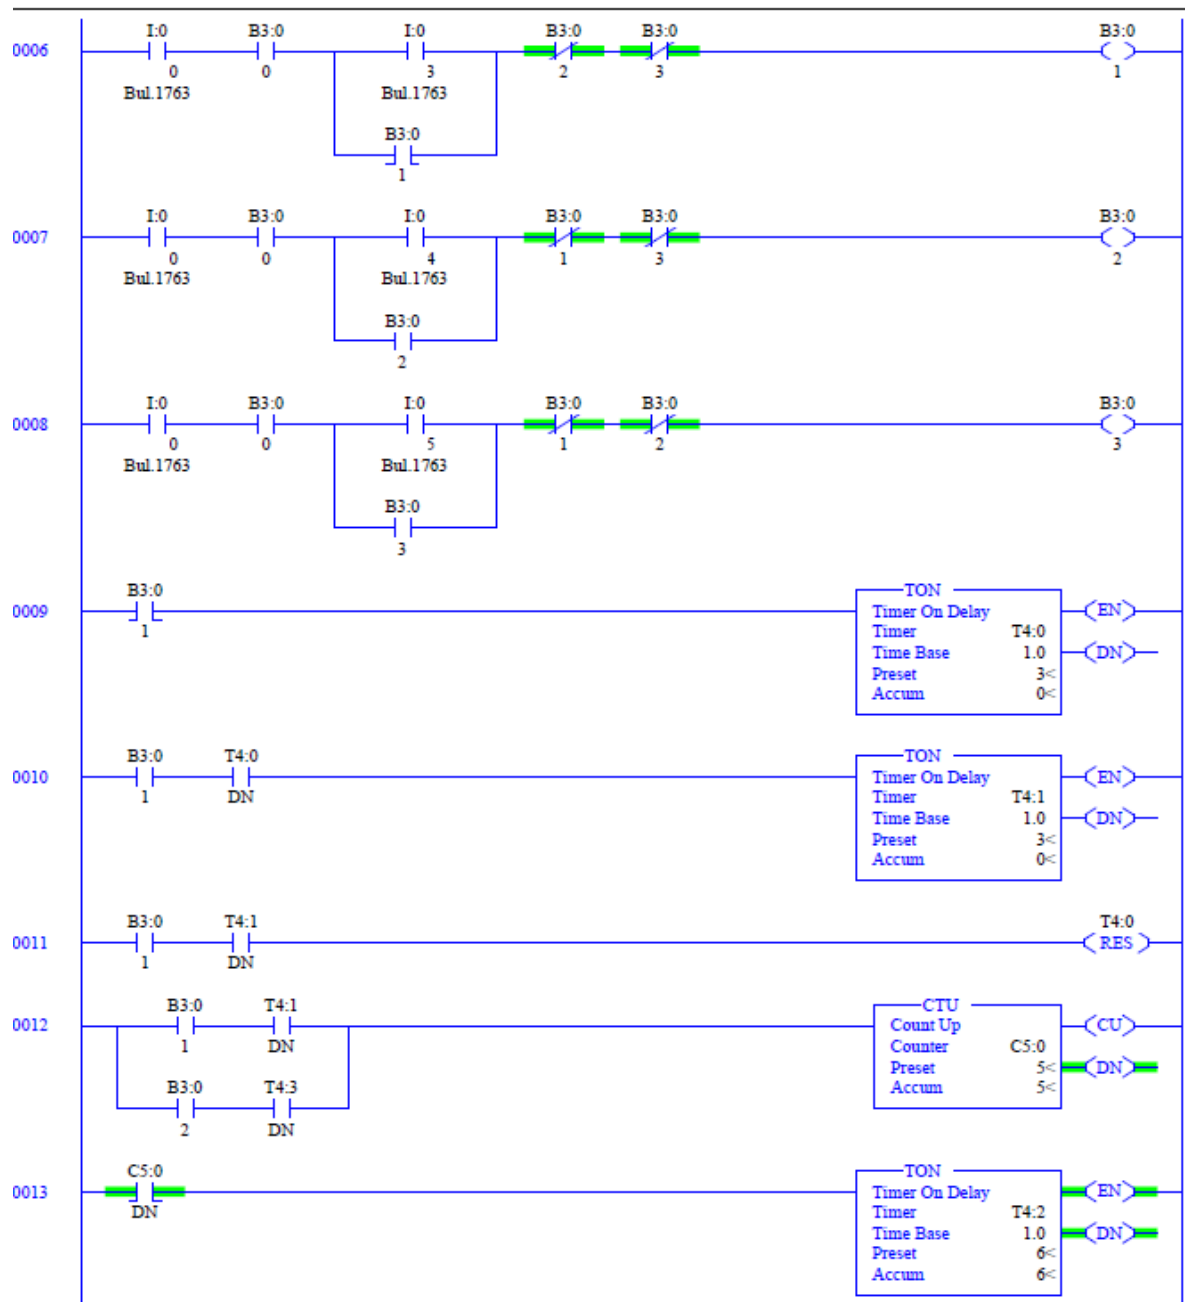 I:0 B3:0 I:0 B3:0 B3:0 B3:0
0006
0 0 3 2 3 1
Bul.1763 Bul.1763
B3:0
1
I:0 B3:0 I:0 B3:0 B3:0 B3:0
0007
0 0 4 1 3 2
Bul.1763 Bul.1763
B3:0
2
I:0 B3:0 I:0 B3:0 B3:0 B3:0
0008
0 0 5 1 2 3
Bul.1763 Bul.1763
B3:0
3
B3:0 TON
0009 Timer On Delay EN
1 Timer T4:0
Time Base 1.0 DN
Preset 3<
Accum 0<
B3:0 T4:0 TON
0010 Timer On Delay EN
1 DN Timer T4:1
Time Base 1.0 DN
Preset 3<
Accum 0<
B3:0 T4:1 T4:0
0011 RES
1 DN
B3:0 T4:1 CTU
0012 Count Up CU
1 DN Counter C5:0
Preset 5< DN
B3:0 T4:3 Accum 5<
2 DN
C5:0 TON
0013 Timer On Delay EN
DN Timer T4:2
Time Base 1.0 DN
Preset 6<
Accum 6<